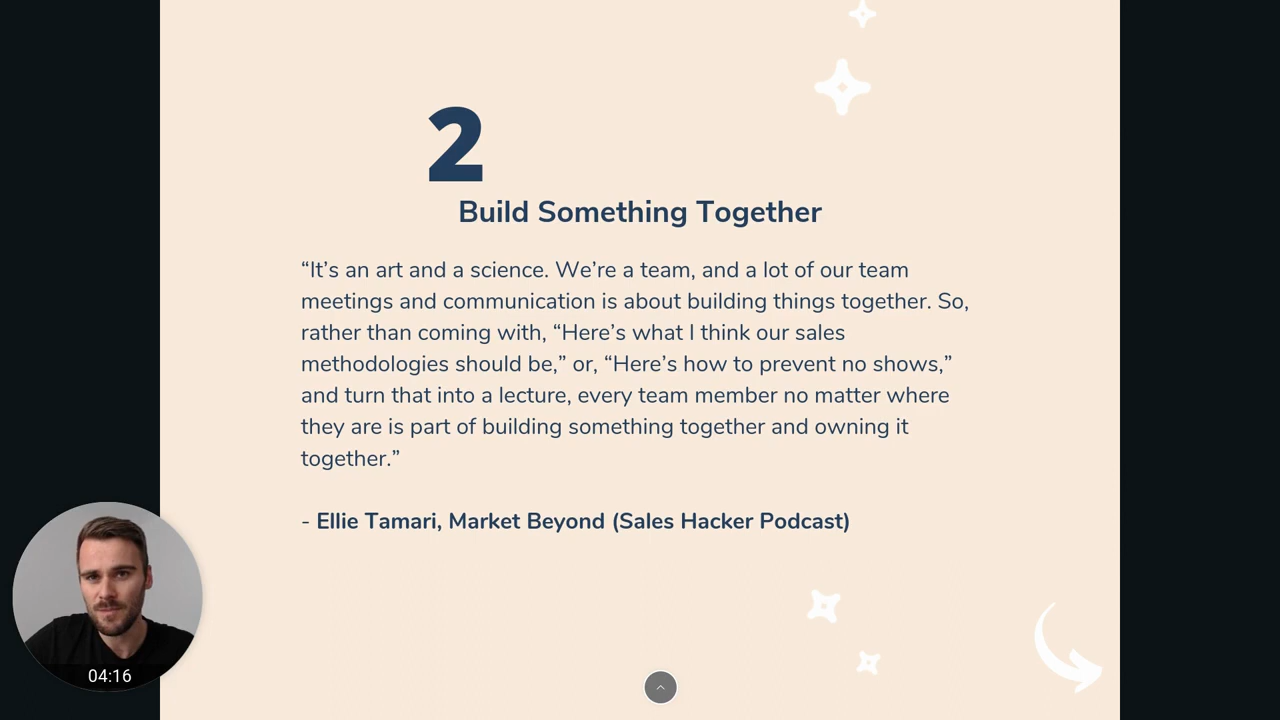 2
Build Something Together
“It’s an art and a science. We’re a team, and a lot of our team
meetings and communication is about building things together. So,
rather than coming with, “Here’s what I think our sales
methodologies should be,” or, “Here’s how to prevent no shows,”
and turn that into a lecture, every team member no matter where
they are is part of building something together and owning it
together.”
- Ellie Tamari, Market Beyond (Sales Hacker Podcast)
04:16